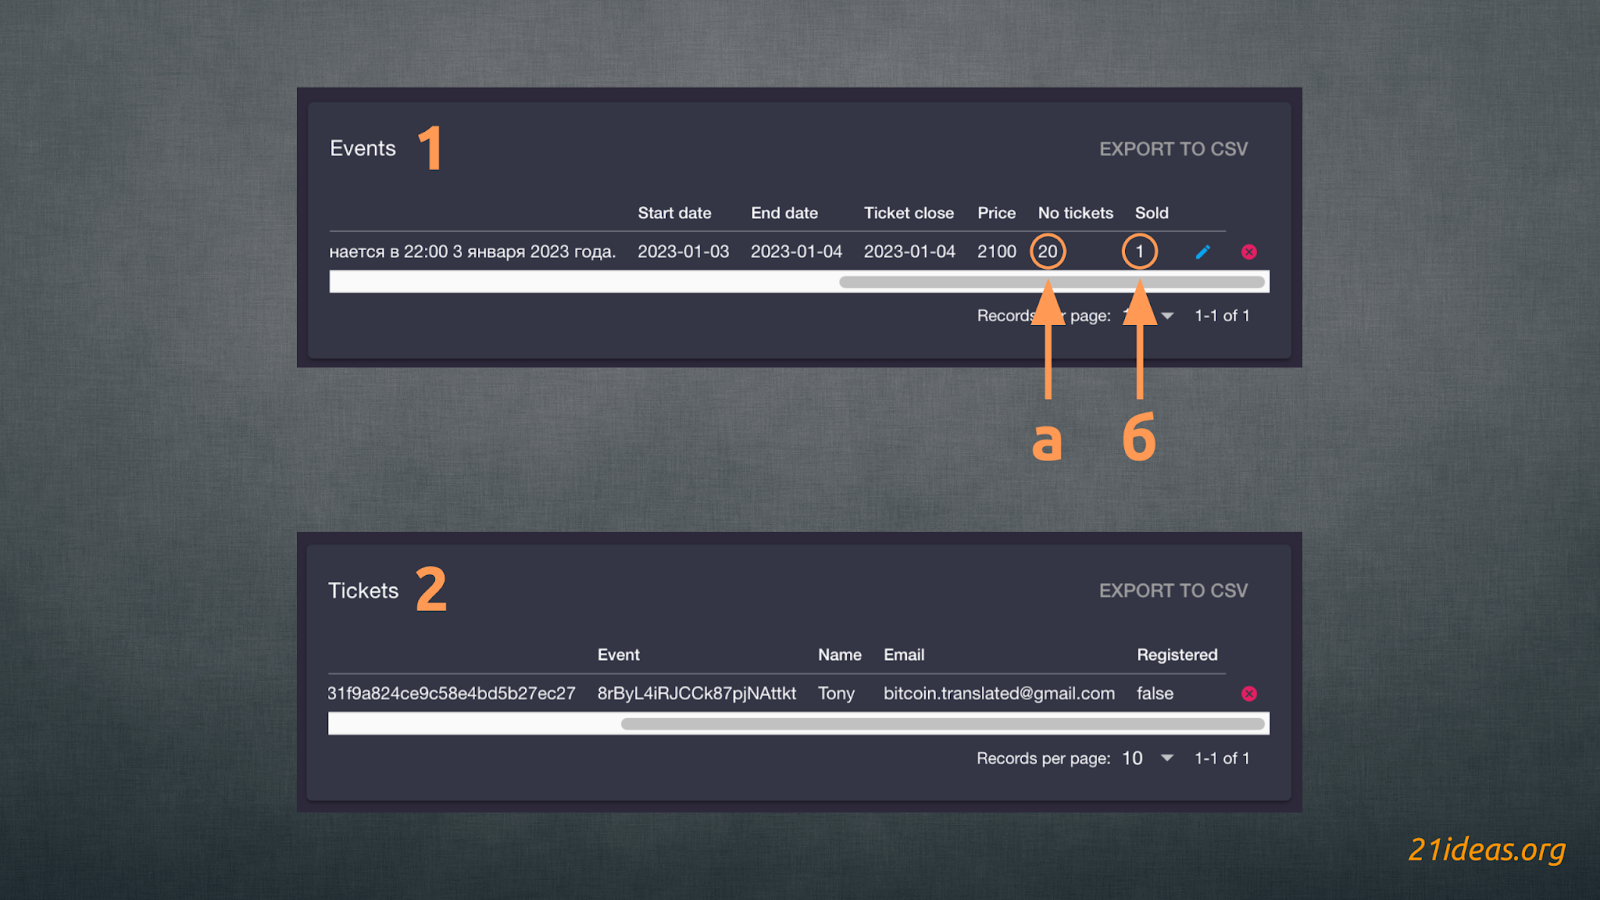 Events 1 EXPORT TO CSV
Start date End date Ticket close Price No tickets Sold
нается в 22:00 3 января 2023 года. 2023-01-03 2023-01-04 2023-01-04 2100 20 1
Records per page: 1-1 of 1
а б
Tickets 2 EXPORT TO CSV
Event Name Email Registered
31f9a824ce9c58e4bd5b27ec27 8rByL4iRJCCk87pjNAttkt Tony bitcoin.translated@gmail.com false
Records per page: 10 1-1 of 1
21ideas.org